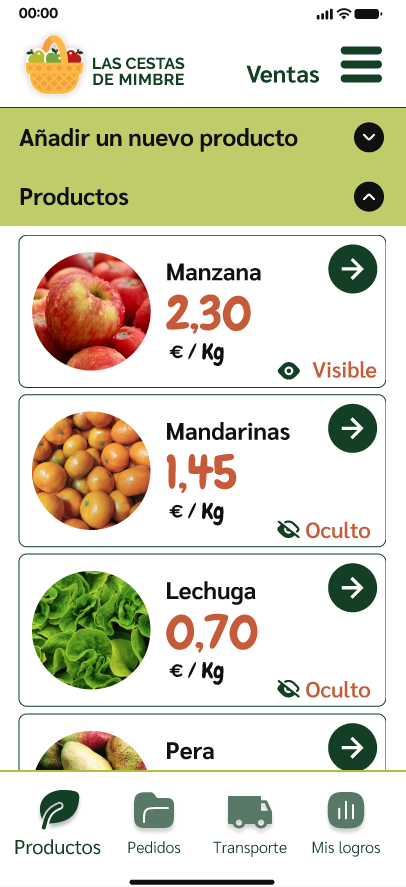 00:00
LAS CESTAS
DE MIMBRE
Ventas
Añadir un nuevo producto
Productos
Manzana
2,30
€ / Kg
Visible
Mandarinas
1,45
€ / Kg
Oculto
Lechuga
0,70
€ / Kg
Oculto
Pera
Productos Pedidos Transporte Mis logros